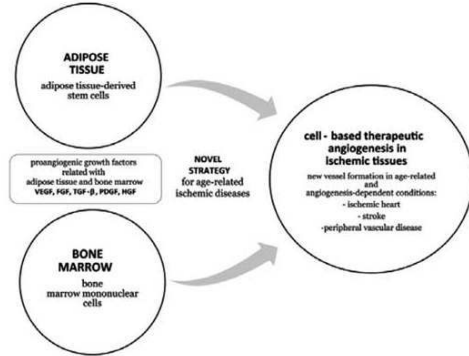 ADIPOSE
TISSUE
adipose tissue-derived
stem cells
proangiogenic growth factors
related with
adipose tissue and bone marrow
VEGF, FGF, TGF-β, PDGF, HGF
NOVEL
STRATEGY
for age-related
ischemic diseases
BONE
MARROW
bone
marrow mononuclear
cells
cell - based therapeutic
angiogenesis in
ischemic tissues
new vessel formation in age-related
and
angiogenesis-dependent conditions:
- ischemic heart
- stroke
-peripheral vascular disease